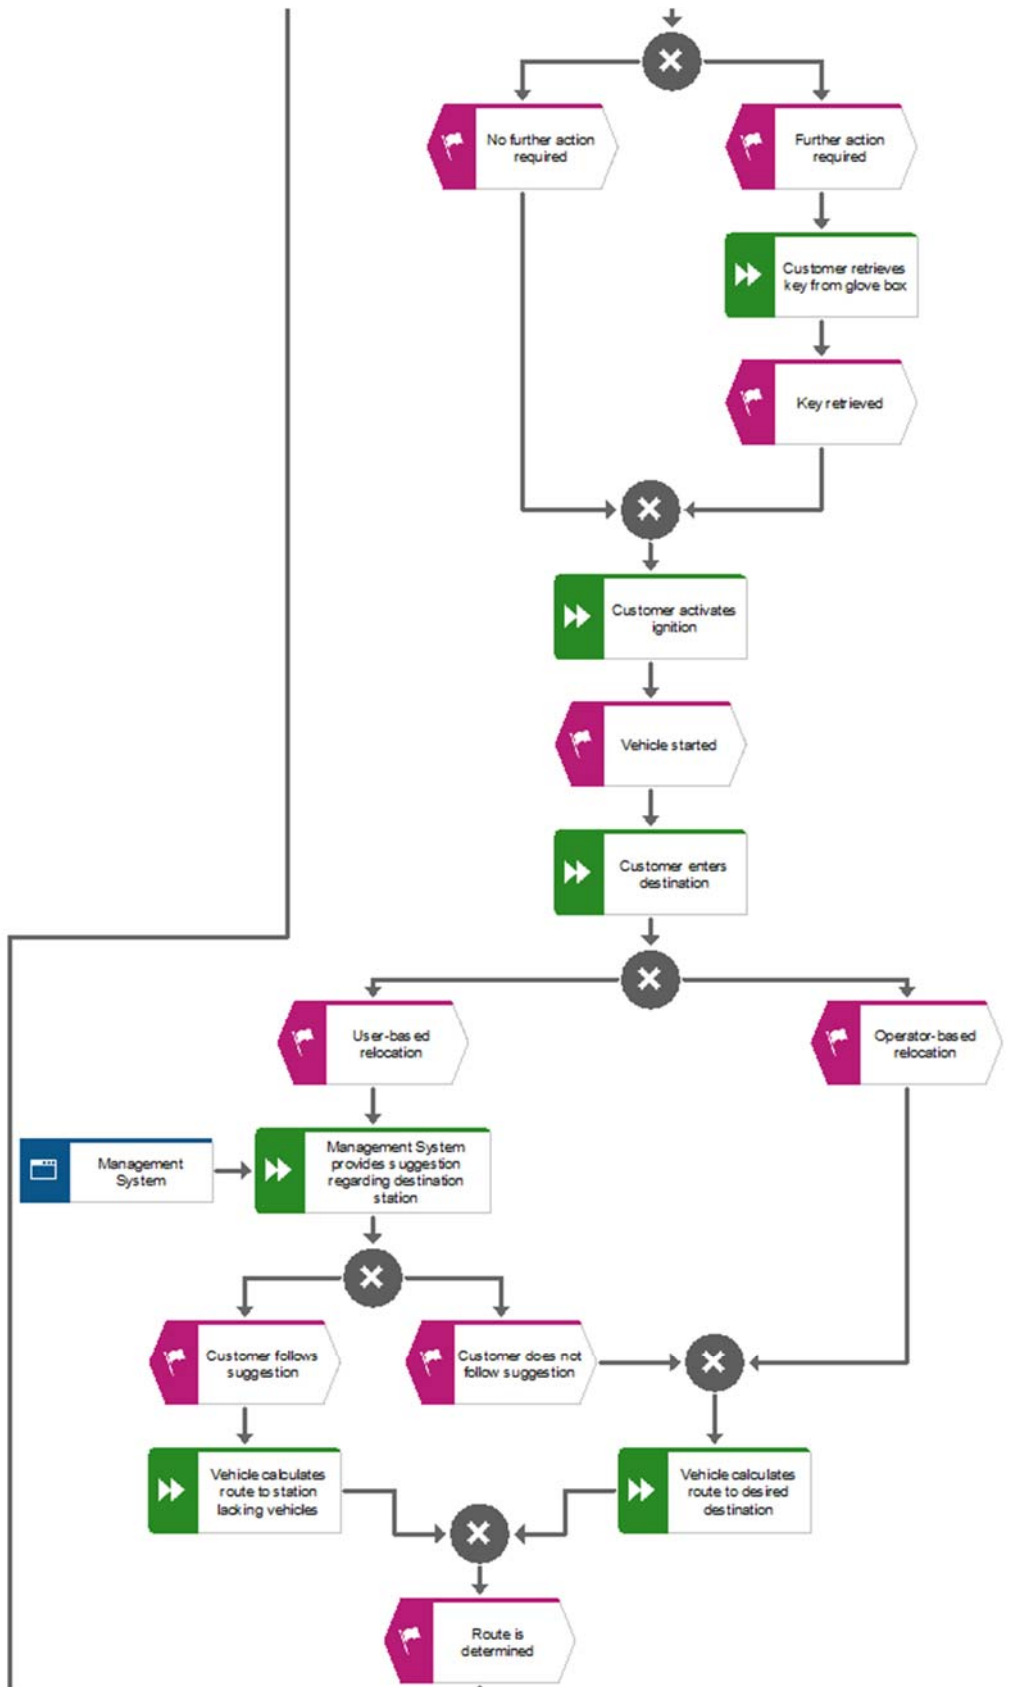 No further action
required
Further action
required
Customer retrieves
key from glove box
Key retrieved
Customer activates
ignition
Vehicle started
Customer enters
destination
User-based
relocation
Operator-based
relocation
Management
System
Management System
provides suggestion
regarding destination
station
Customer follows
suggestion
Customer does not
follow suggestion
Vehicle calculates
route to station
lacking vehicles
Vehicle calculates
route to desired
destination
Route is
determined